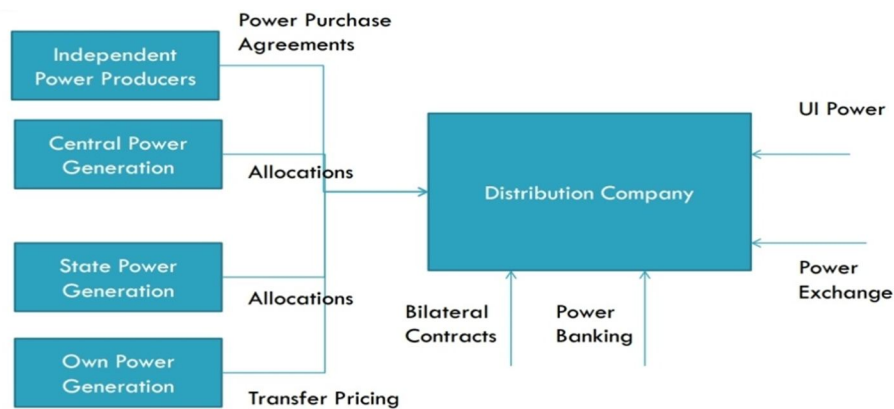 Power Purchase
Agreements
Independent
Power Producers
UI Power
Central Power
Generation
Allocations
Distribution Company
State Power
Generation
Allocations
Power
Exchange
Bilateral
Contracts
Power
Banking
Own Power
Generation
Transfer Pricing